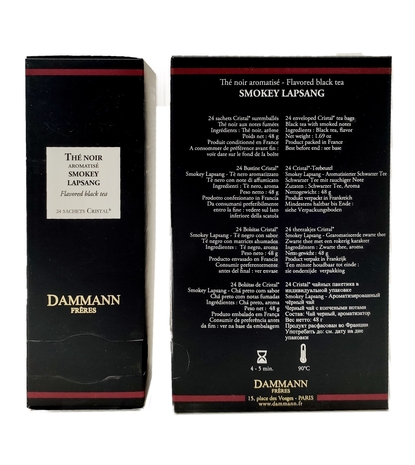 THÉ NOIR
AROMATISÉ
SMOKEY
LAPSANG
Flavored black tea
24 SACHETS CRISTAL®
DAMMANN
FRÈRES
Thé noir aromatisé - Flavored black tea
SMOKEY LAPSANG
24 sachets Cristal® suremballés
Thé noir aux notes fumées
Ingrédients : Thé noir, arôme
Poids net : 48 g
Produit conditionné en France
A consommer de préférence avant fin :
voir date sur le fond de la boîte
24 enveloped Cristal® tea bags
Black tea with smoked notes
Ingredients : Black tea, flavor
Net weight : 1.69 oz
Product packed in France
Best before end : see base
24 Bustine Cristal®
Smokey Lapsang - Tè nero aromatizzato
Tè nero con note di affumicato
Ingredienti : Tè nero, aroma
Peso netto : 48 g
Prodotto confezionato in Francia
Da consumarsi preferibilmente
entro la fine : vedere sul lato
inferiore della scatola
24 Cristal®-Teebeutel
Smokey Lapsang - Aromatisierter Schwarzer Tee
Schwarzer Tee mit rauchigen Noten
Zutaten : Schwarzer Tee, Aroma
Nettogewicht : 48 g
Produkt verpackt in Frankreich
Mindestens haltbar bis Ende :
siehe Verpackungsboden
24 Bolsitas Cristal®
Smokey Lapsang - Té negro con sabor
Té negro con matices ahumados
Ingredientes : Té negro, aroma
Peso neto : 48 g
Producto envasado en Francia
Consumir preferentemente
antes del final : ver envase
24 theezakjes Cristal®
Smokey Lapsang - Gearomatiseerde zwarte thee
Zwarte thee met een rokerig karakter
Ingrediënten : Zwarte thee, aroma
Nettogewicht : 48 g
Product verpakt in Frankrijk
Ten minste houdbaar tot einde :
zie onderzijde verpakking
24 Bolsitas de Cristal®
Smokey Lapsang - Chá preto com sabor
Chá preto com notas fumadas
Ingredientes : Chá preto, aroma
Peso líquido : 48 g
Produto embalado em França
Consumir de preferência antes
do fim : ver na base da embalagem
24 Cristal® чайных пакетика в
индивидуальной упаковке
Smokey Lapsang - Ароматизированный
чёрный чай
Чёрный чай с копчеными нотами
Состав: Чай черный, ароматизатор
Вес нетто: 48 г
Продукт расфасован во Франции
Употребить до: см. дату на дне
упаковки
4 - 5 min.
90°C
DAMMANN
FRÈRES
15, place des Vosges - PARIS
www.dammann.fr